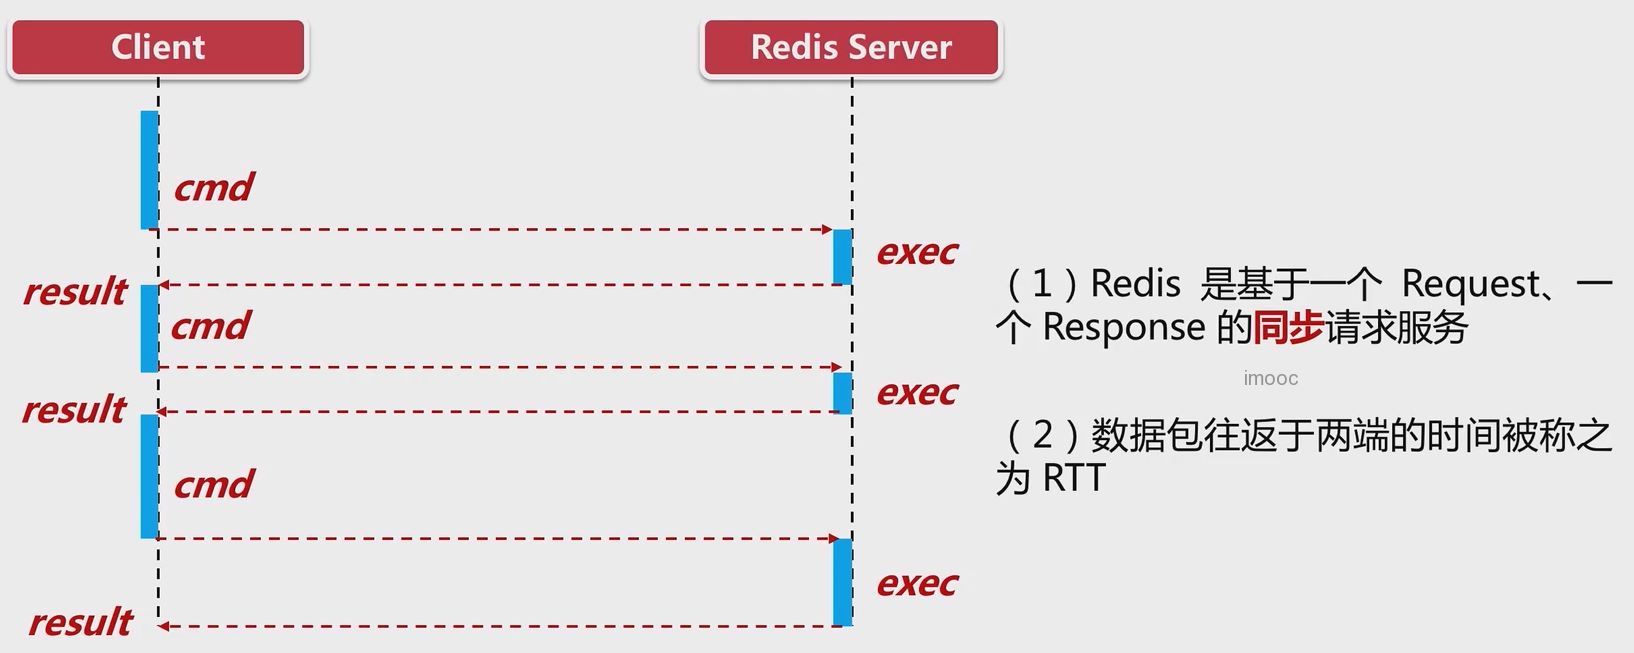 Client
Redis Server
cmd
exec
result
cmd
exec
result
cmd
exec
result
（1）Redis 是基于一个 Request、一
个 Response 的同步请求服务
imooc
（2）数据包往返于两端的时间被称之
为 RTT